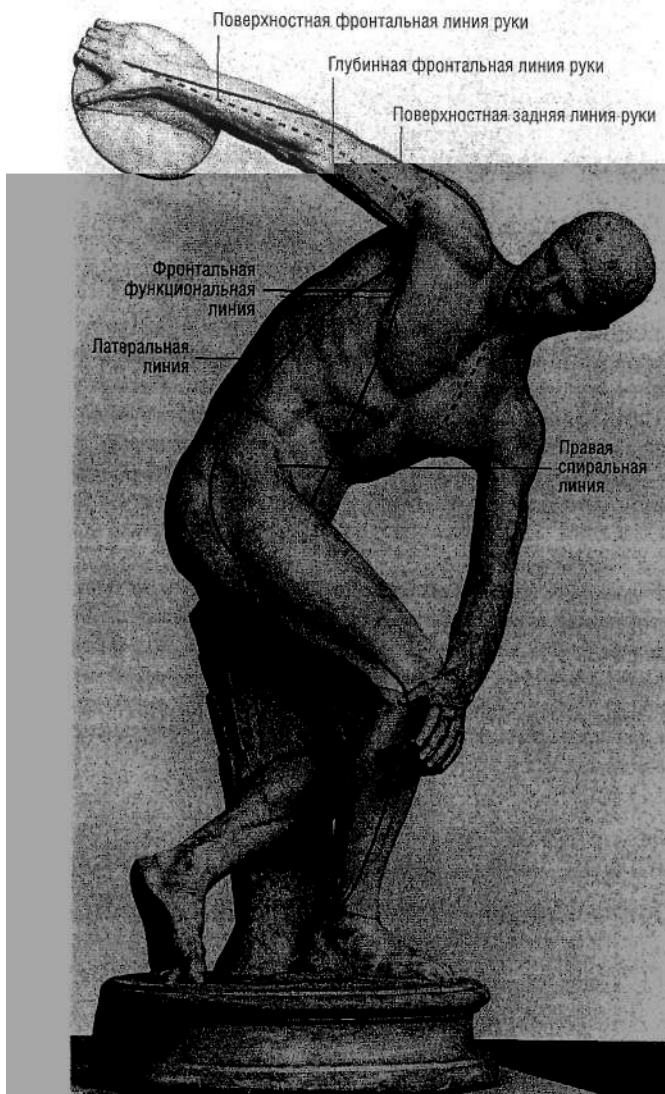 Поверхностная фронтальная линия руки
Глубинная фронтальная линия руки
Поверхностная задняя линия руки
Фронтальная
функциональная
линия
Латеральная
линия
Правая
спиральная
линия